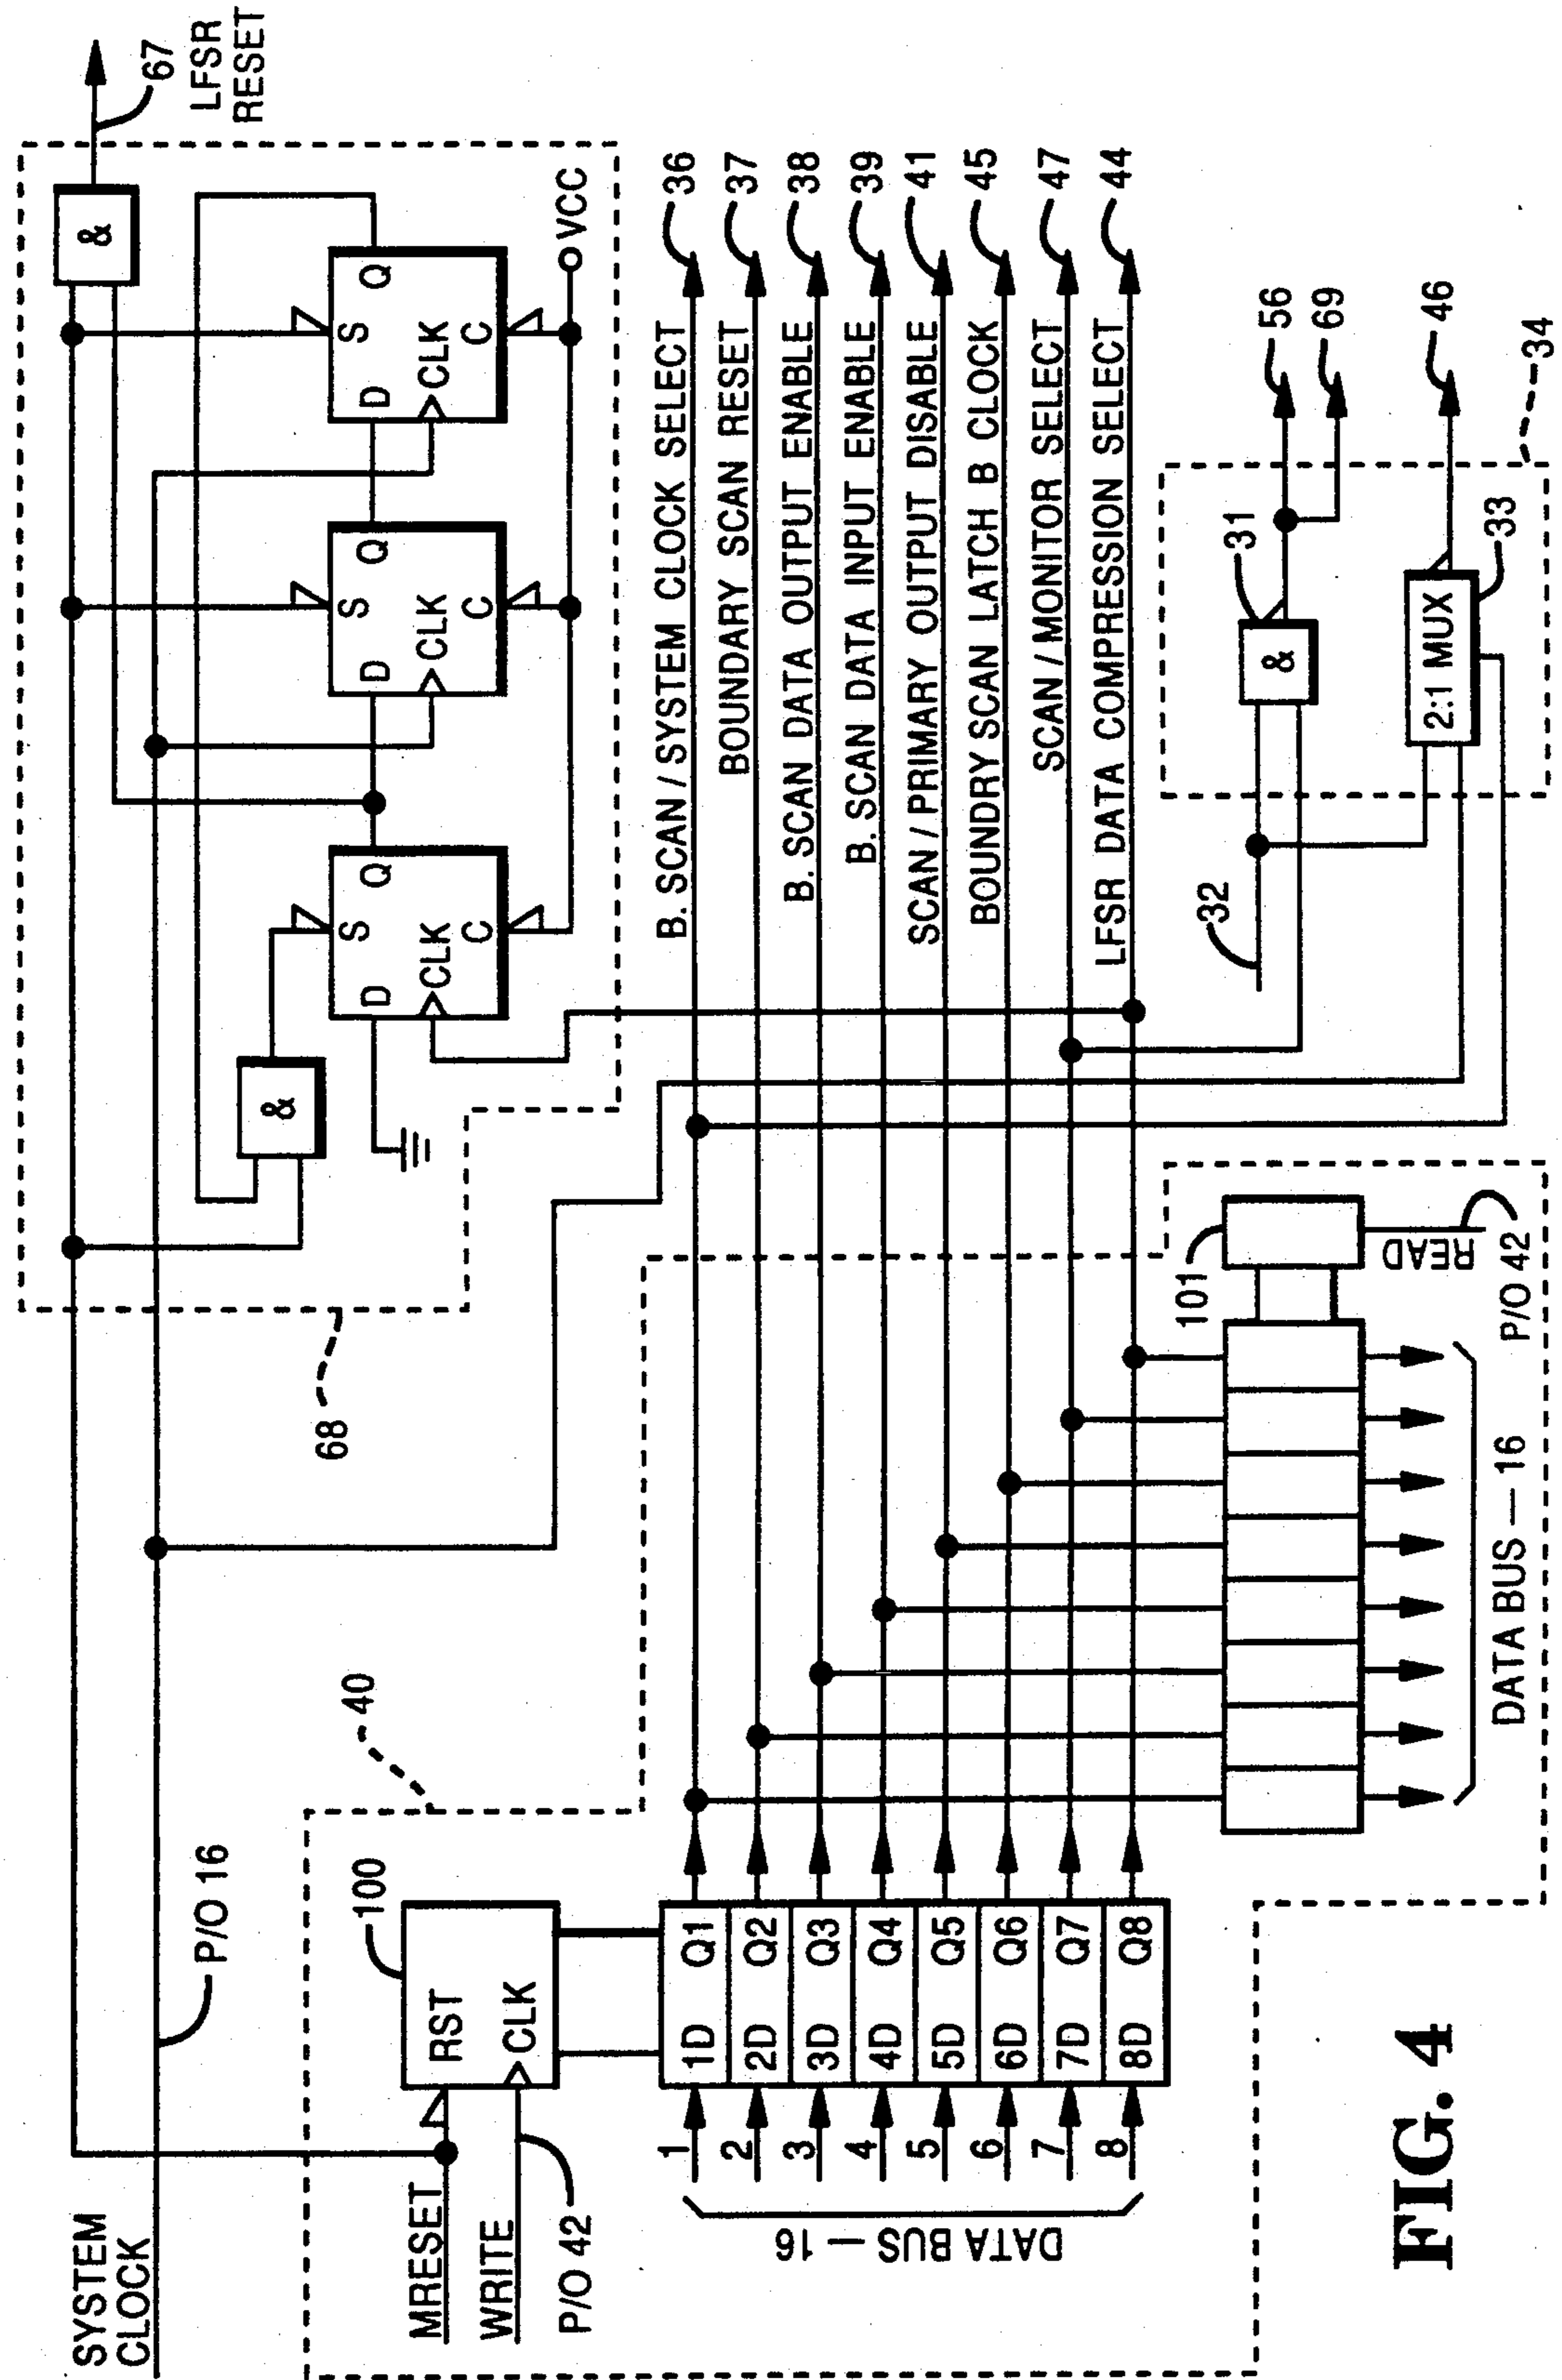 SYSTEM
CLOCK
P/O 16
67
LFSR
RESET
&
&
S
D
Q
CLK
C
S
D
Q
CLK
C
S
D
Q
CLK
C
VCC
68
40
100
MRESET
RST
WRITE
CLK
P/O 42
DATA BUS — 16
1
2
3
4
5
6
7
8
1D Q1
2D Q2
3D Q3
4D Q4
5D Q5
6D Q6
7D Q7
8D Q8
B. SCAN / SYSTEM CLOCK SELECT 36
BOUNDARY SCAN RESET 37
B. SCAN DATA OUTPUT ENABLE 38
B. SCAN DATA INPUT ENABLE 39
SCAN / PRIMARY OUTPUT DISABLE 41
BOUNDRY SCAN LATCH B CLOCK 45
SCAN / MONITOR SELECT 47
LFSR DATA COMPRESSION SELECT 44
101
READ
P/O 42
DATA BUS — 16
32
31
&
56
69
2:1 MUX
33
46
34
FIG. 4